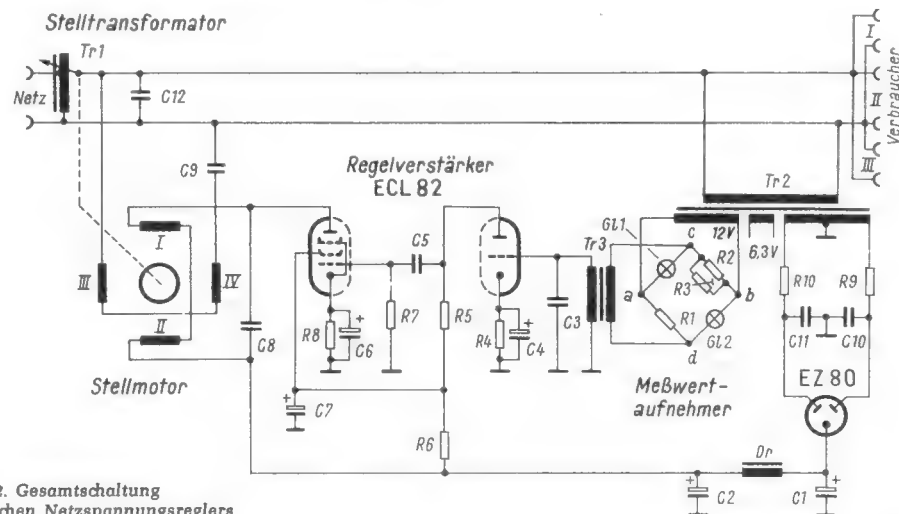 Stelltransformator
Tr1
Netz
C12
C9
I
II
III
Verbraucher
Regelverstärker
ECL 82
Tr2
Gl1
c
12V
6,3V
I
III
IV
II
C5
Tr3
R2
R3
a
b
R10
R9
C8
R8
C6
R7
R5
R4
C4
C3
R1
Gl2
d
C11
C10
Stellmotor
C7
Meßwert-
aufnehmer
EZ 80
R6
Dr
C2
C1
2. Gesamtschaltung
chen Netzspannungsreglers
+
+
+
+
+